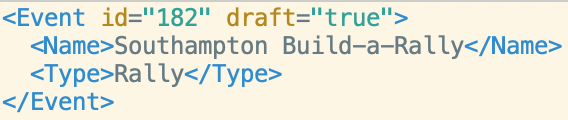 <Event id="182" draft="true">
<Name>Southampton Build-a-Rally</Name>
<Type>Rally</Type>
</Event>